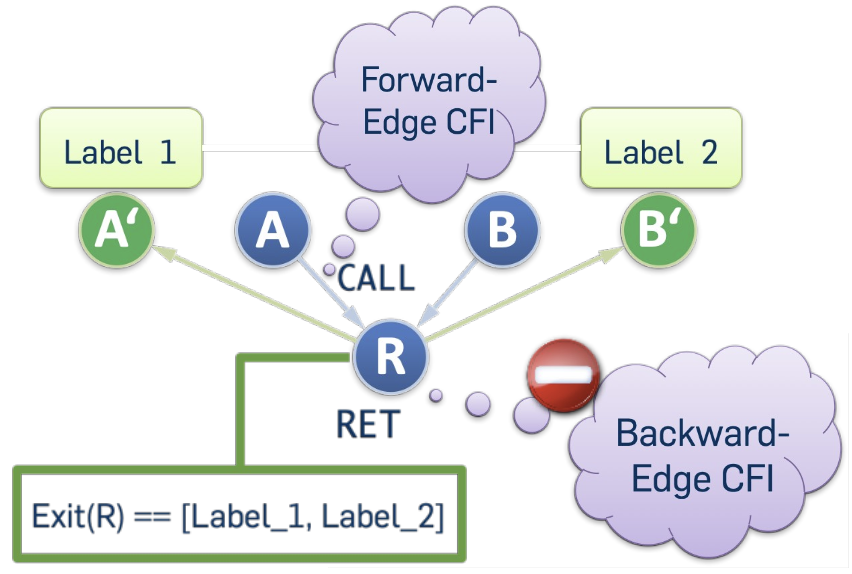 Forward-
Edge CFI
Label 1
Label 2
A‘
A
B
B‘
CALL
R
RET
Backward-
Edge CFI
Exit(R) == [Label_1, Label_2]